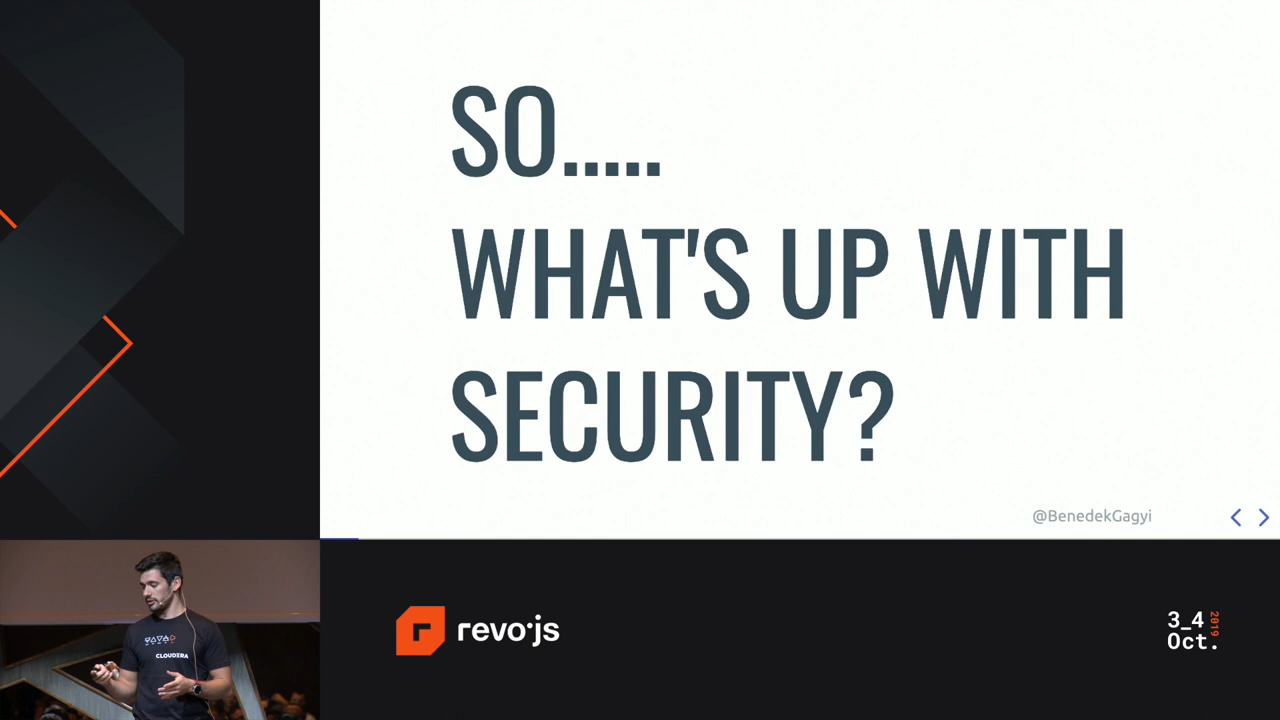 SO.....
WHAT'S UP WITH
SECURITY?
@BenedekGagyi
CLOUDERA
r revo·js
3_4 2019
Oct.